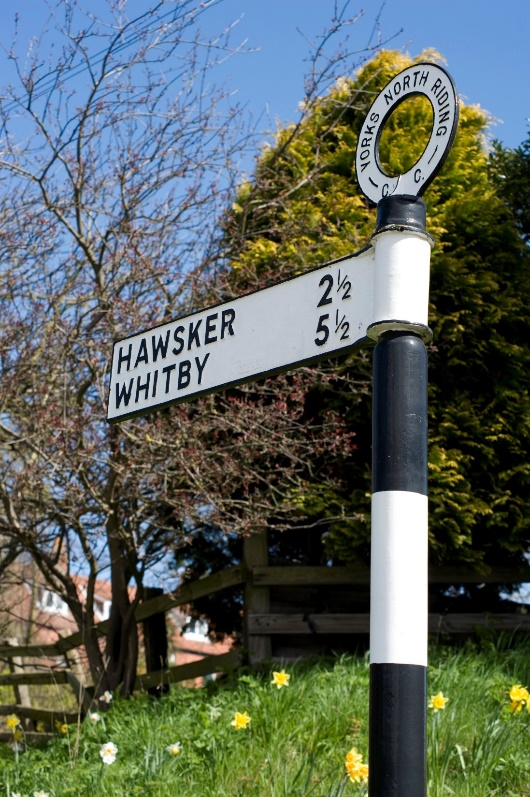 YORKS NORTH RIDING
C. C.
HAWSKER 2½
WHITBY 5½